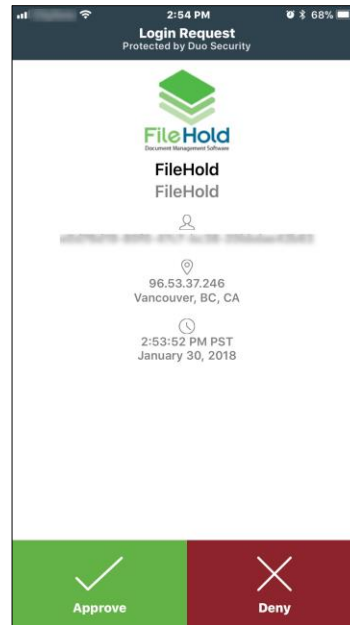 2:54 PM
68%
Login Request
Protected by Duo Security
FileHold
Document Management Software
FileHold
FileHold
96.53.37.246
Vancouver, BC, CA
2:53:52 PM PST
January 30, 2018
Approve
Deny